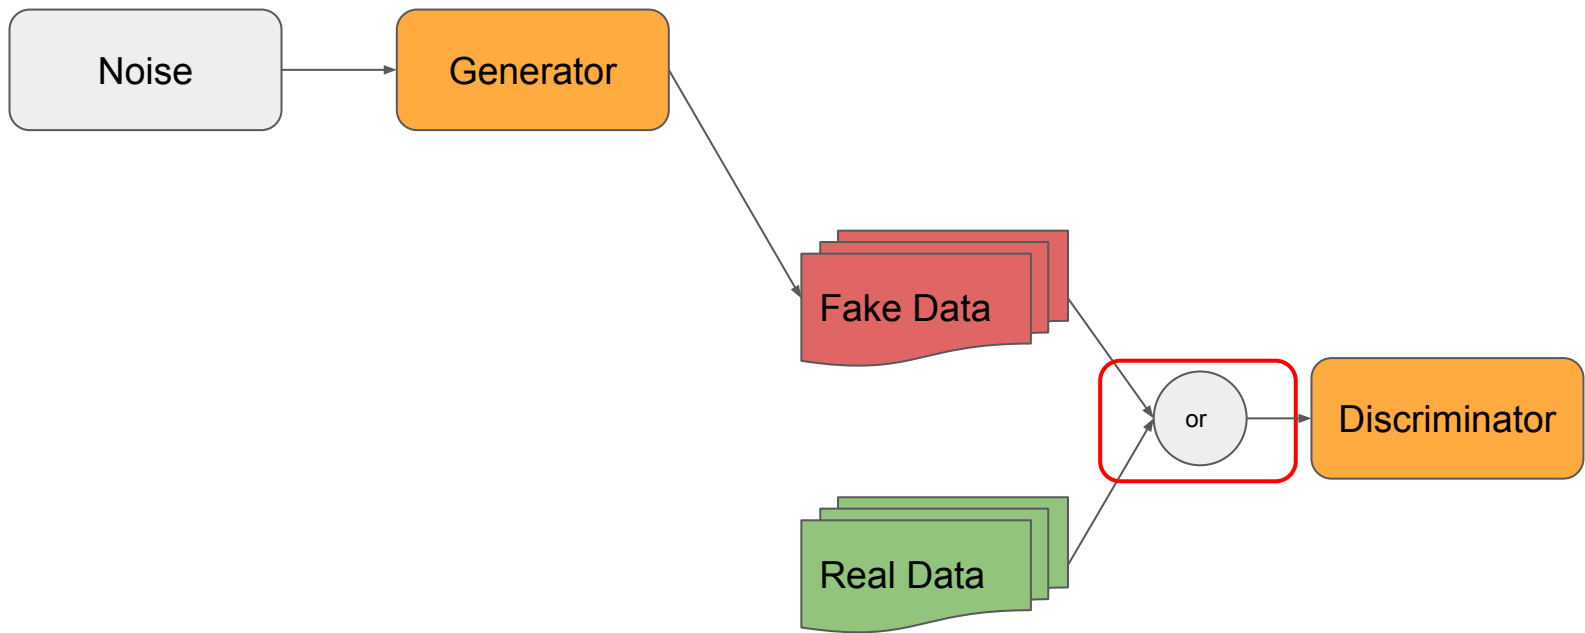 Noise
Generator
Fake Data
or
Discriminator
Real Data